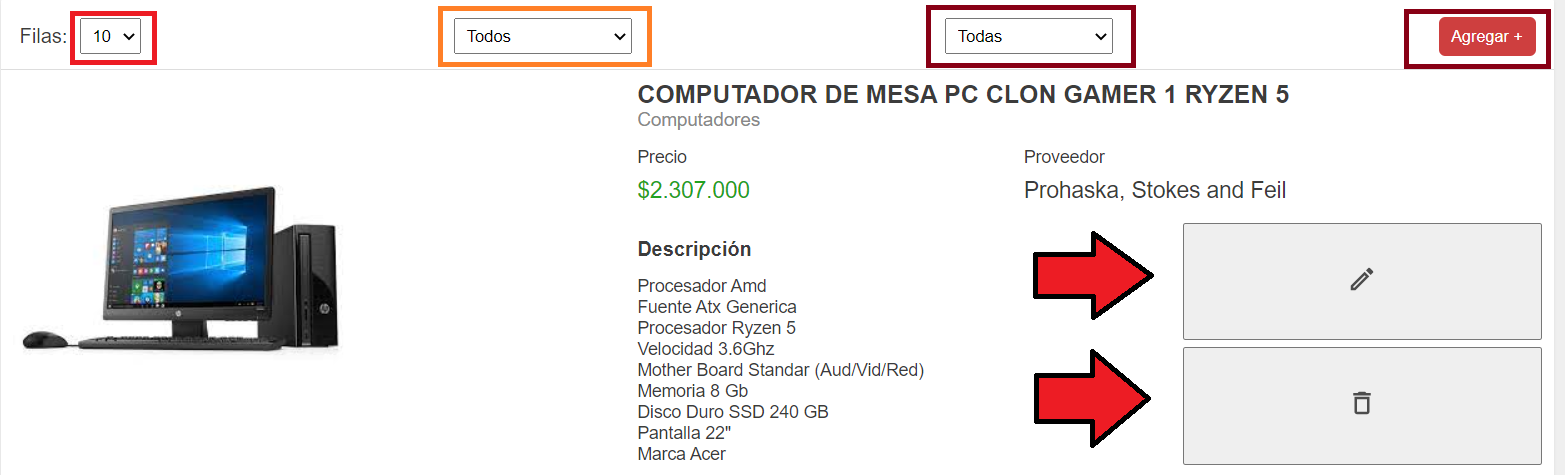 Filas: 10 Todos Todas Agregar +
COMPUTADOR DE MESA PC CLON GAMER 1 RYZEN 5
Computadores
Precio
$2.307.000
Proveedor
Prohaska, Stokes and Feil
Descripción
Procesador Amd
Fuente Atx Generica
Procesador Ryzen 5
Velocidad 3.6Ghz
Mother Board Standar (Aud/Vid/Red)
Memoria 8 Gb
Disco Duro SSD 240 GB
Pantalla 22"
Marca Acer